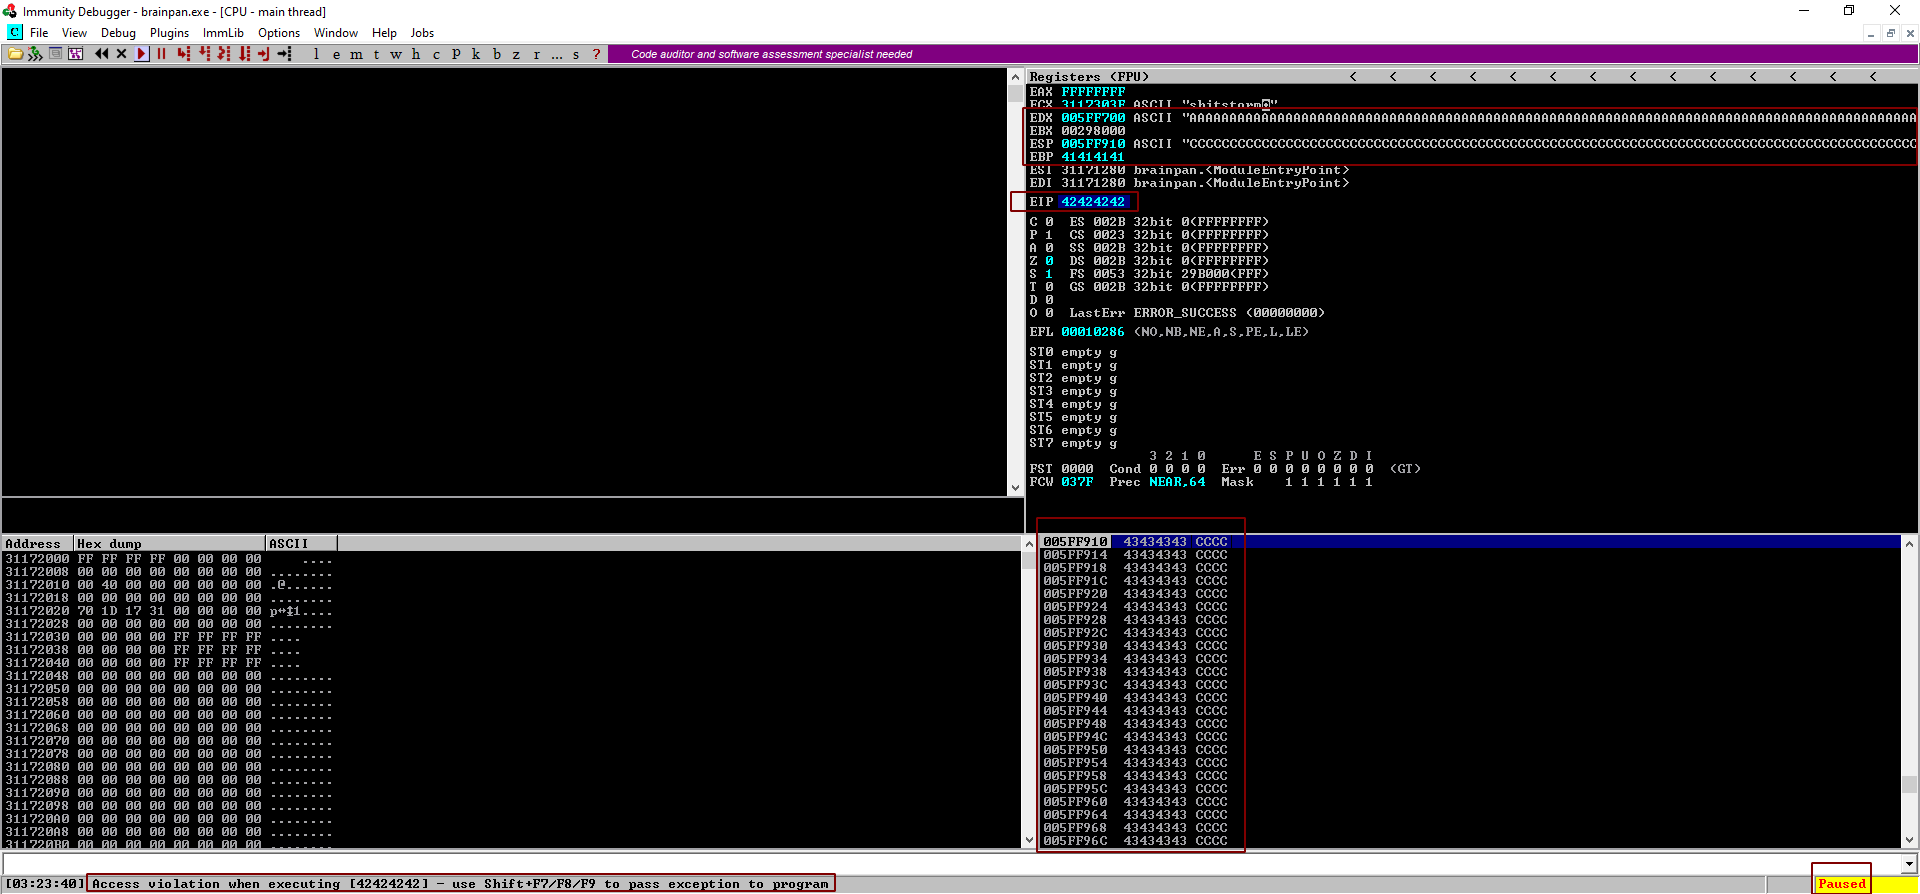 Immunity Debugger - brainpan.exe - [CPU - main thread]
C File View Debug Plugins ImmLib Options Window Help Jobs
l e m t w h c P k b z r ... s ? Code auditor and software assessment specialist needed
Registers (FPU) < < < < < < < < < < < < < <
EAX FFFFFFFF
ECX 3117303F ASCII "shitstorm
EDX 005FF700 ASCII "AAAAAAAAAAAAAAAAAAAAAAAAAAAAAAAAAAAAAAAAAAAAAAAAAAAAAAAAAAAAAAAAAAAAAAAAAAAAAAAAAAAAAAAAAAA
EBX 00298000
ESP 005FF910 ASCII "CCCCCCCCCCCCCCCCCCCCCCCCCCCCCCCCCCCCCCCCCCCCCCCCCCCCCCCCCCCCCCCCCCCCCCCCCCCCCCCCCCCCCCCCCCC
EBP 41414141
ESI 31171280 brainpan.<ModuleEntryPoint>
EDI 31171280 brainpan.<ModuleEntryPoint>
EIP 42424242
C 0 ES 002B 32bit 0(FFFFFFFF)
P 1 CS 0023 32bit 0(FFFFFFFF)
A 0 SS 002B 32bit 0(FFFFFFFF)
Z 0 DS 002B 32bit 0(FFFFFFFF)
S 1 FS 0053 32bit 29B000(FFF)
T 0 GS 002B 32bit 0(FFFFFFFF)
D 0
O 0 LastErr ERROR_SUCCESS (00000000)
EFL 00010286 (NO,NB,NE,A,S,PE,L,LE)
ST0 empty g
ST1 empty g
ST2 empty g
ST3 empty g
ST4 empty g
ST5 empty g
ST6 empty g
ST7 empty g
3 2 1 0 E S P U O Z D I
FST 0000 Cond 0 0 0 0 Err 0 0 0 0 0 0 0 0 (GT)
FCW 037F Prec NEAR,64 Mask 1 1 1 1 1 1
Address Hex dump ASCII
31172000 FF FF FF FF 00 00 00 00 ....
31172008 00 00 00 00 00 00 00 00 ........
31172010 00 40 00 00 00 00 00 00 .@......
31172018 00 00 00 00 00 00 00 00 ........
31172020 70 1D 17 31 00 00 00 00 p↔↨1....
31172028 00 00 00 00 00 00 00 00 ........
31172030 00 00 00 00 FF FF FF FF ....
31172038 00 00 00 00 FF FF FF FF ....
31172040 00 00 00 00 FF FF FF FF ....
31172048 00 00 00 00 00 00 00 00 ........
31172050 00 00 00 00 00 00 00 00 ........
31172058 00 00 00 00 00 00 00 00 ........
31172060 00 00 00 00 00 00 00 00 ........
31172068 00 00 00 00 00 00 00 00 ........
31172070 00 00 00 00 00 00 00 00 ........
31172078 00 00 00 00 00 00 00 00 ........
31172080 00 00 00 00 00 00 00 00 ........
31172088 00 00 00 00 00 00 00 00 ........
31172090 00 00 00 00 00 00 00 00 ........
31172098 00 00 00 00 00 00 00 00 ........
311720A0 00 00 00 00 00 00 00 00 ........
311720A8 00 00 00 00 00 00 00 00 ........
311720B0 00 00 00 00 00 00 00 00 ........
005FF910 43434343 CCCC
005FF914 43434343 CCCC
005FF918 43434343 CCCC
005FF91C 43434343 CCCC
005FF920 43434343 CCCC
005FF924 43434343 CCCC
005FF928 43434343 CCCC
005FF92C 43434343 CCCC
005FF930 43434343 CCCC
005FF934 43434343 CCCC
005FF938 43434343 CCCC
005FF93C 43434343 CCCC
005FF940 43434343 CCCC
005FF944 43434343 CCCC
005FF948 43434343 CCCC
005FF94C 43434343 CCCC
005FF950 43434343 CCCC
005FF954 43434343 CCCC
005FF958 43434343 CCCC
005FF95C 43434343 CCCC
005FF960 43434343 CCCC
005FF964 43434343 CCCC
005FF968 43434343 CCCC
005FF96C 43434343 CCCC
[03:23:40] Access violation when executing [42424242] - use Shift+F7/F8/F9 to pass exception to program Paused